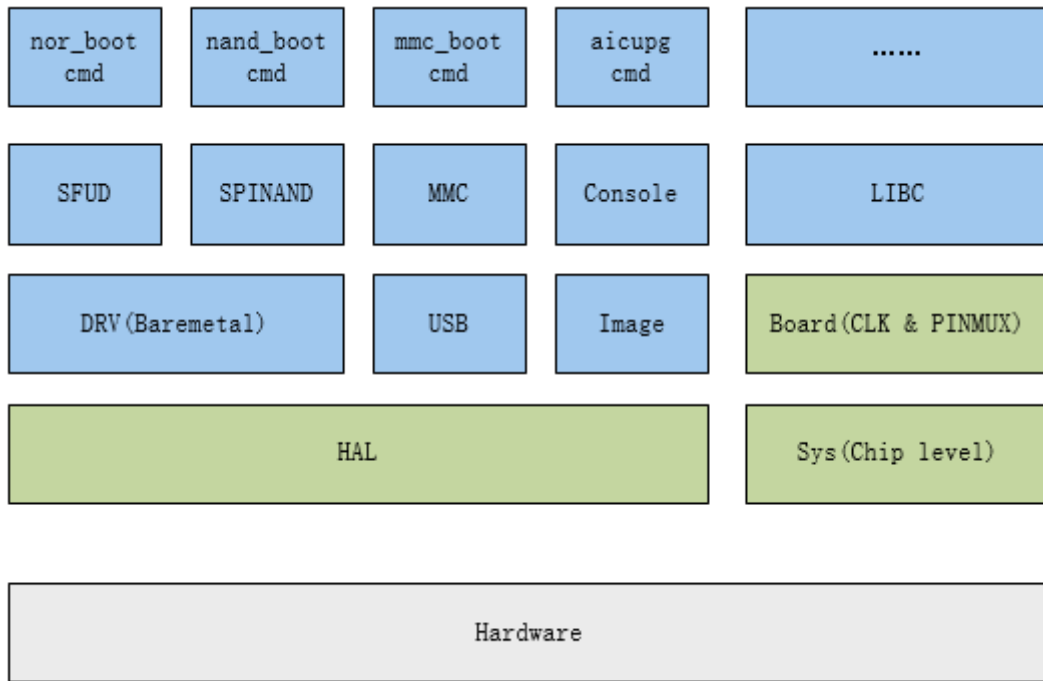 nor_boot
cmd
nand_boot
cmd
mmc_boot
cmd
aicupg
cmd
……
SFUD
SPINAND
MMC
Console
LIBC
DRV(Baremetal)
USB
Image
Board(CLK & PINMUX)
HAL
Sys(Chip level)
Hardware